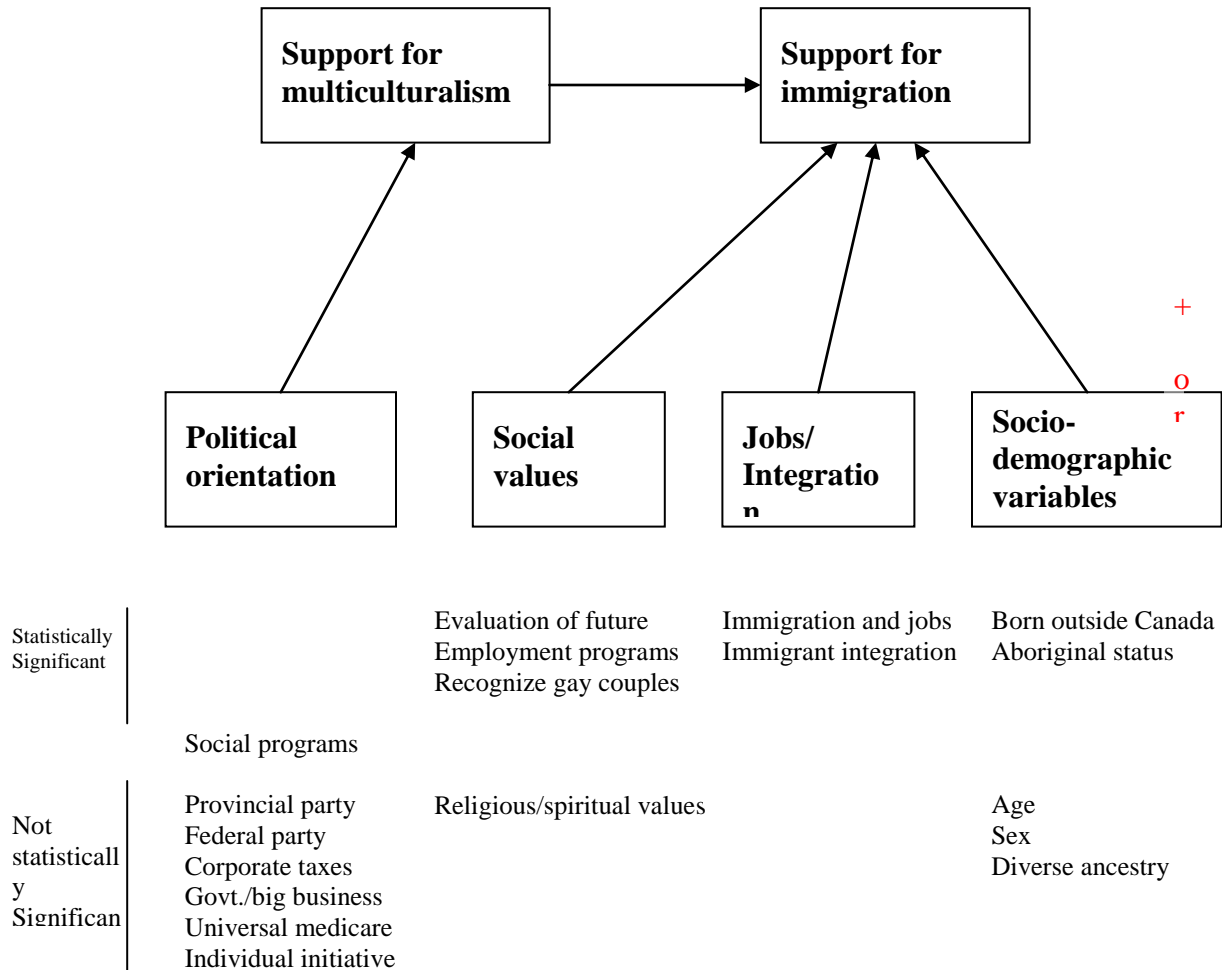 Support for
multiculturalism
Support for
immigration
+
o
r
Political
orientation
Social
values
Jobs/
Integratio
n
Socio-
demographic
variables
Statistically
Significant
Evaluation of future
Employment programs
Recognize gay couples
Immigration and jobs
Immigrant integration
Born outside Canada
Aboriginal status
Social programs
Not
statisticall
y
Significan
Provincial party
Federal party
Corporate taxes
Govt./big business
Universal medicare
Individual initiative
Religious/spiritual values
Age
Sex
Diverse ancestry